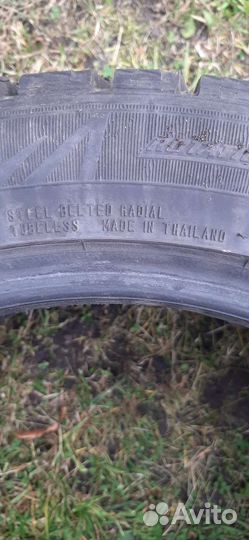 STEEL BELTED RADIAL
TUBELESS MADE IN THAILAND
Avito